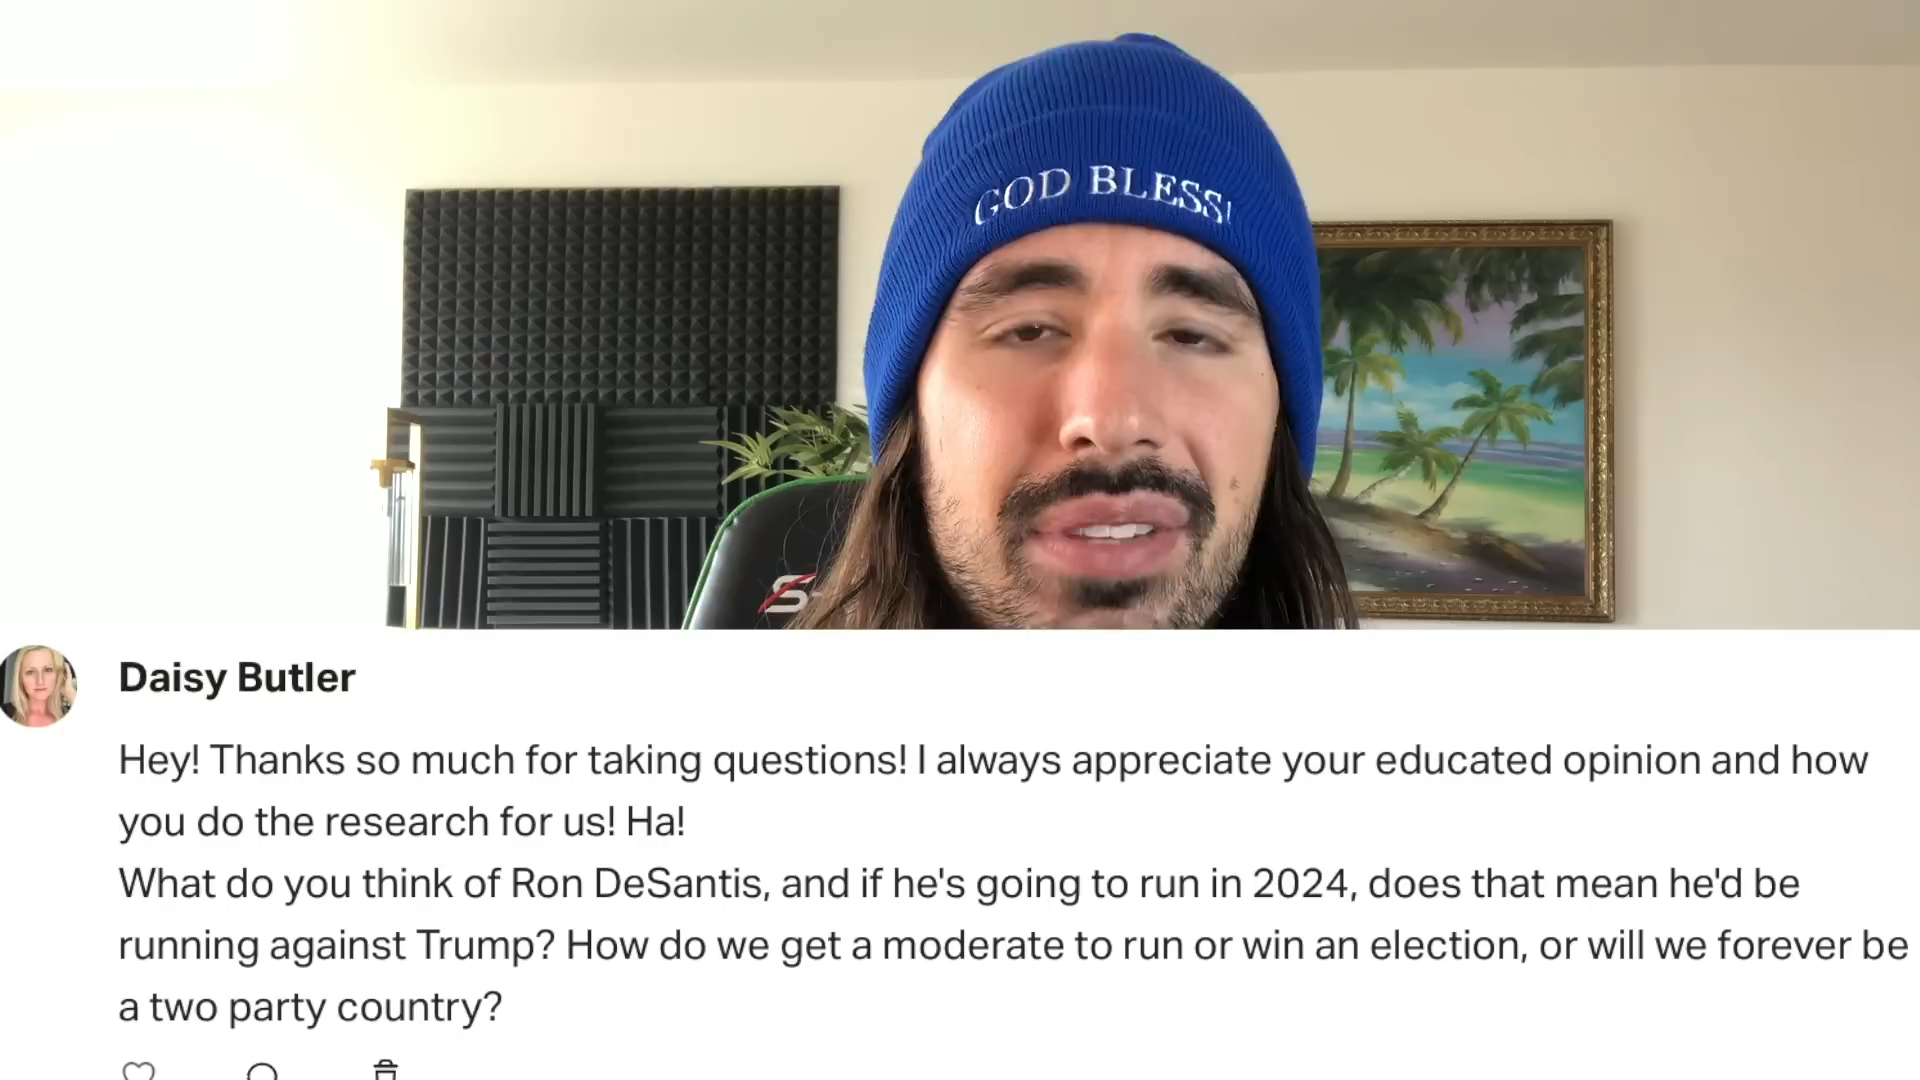 GOD BLESS!
Daisy Butler
Hey! Thanks so much for taking questions! I always appreciate your educated opinion and how
you do the research for us! Ha!
What do you think of Ron DeSantis, and if he's going to run in 2024, does that mean he'd be
running against Trump? How do we get a moderate to run or win an election, or will we forever be
a two party country?